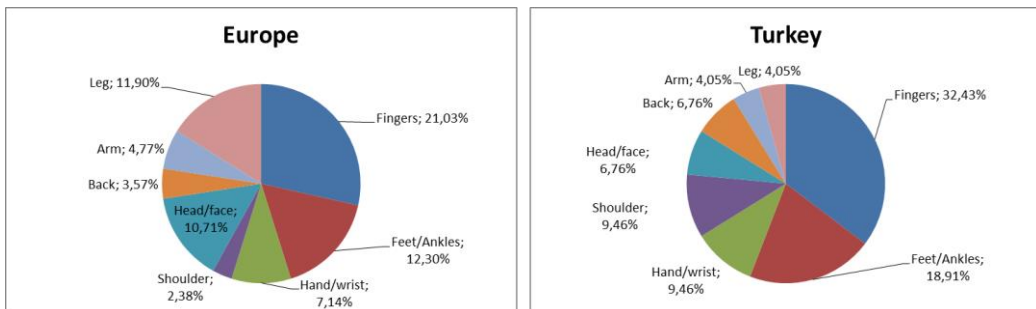 Europe
Leg; 11,90%
Fingers; 21,03%
Arm; 4,77%
Back; 3,57%
Head/face;
10,71%
Feet/Ankles;
12,30%
Shoulder;
2,38%
Hand/wrist;
7,14%
Turkey
Arm; 4,05%
Leg; 4,05%
Back; 6,76%
Fingers; 32,43%
Head/face;
6,76%
Shoulder;
9,46%
Hand/wrist;
9,46%
Feet/Ankles;
18,91%